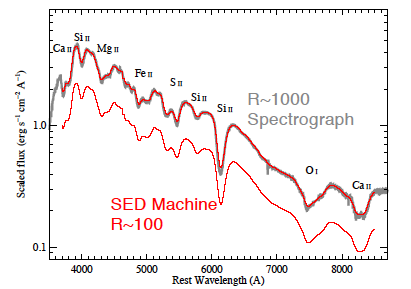 Si II
Ca II
Mg II
Fe II
S II
Si II
Si II
R~1000
Spectrograph
SED Machine
R~100
O I
Ca II
1.0
0.1
4000 5000 6000 7000 8000
Rest Wavelength (A)
Scaled flux (erg s⁻¹ cm⁻² A⁻¹)